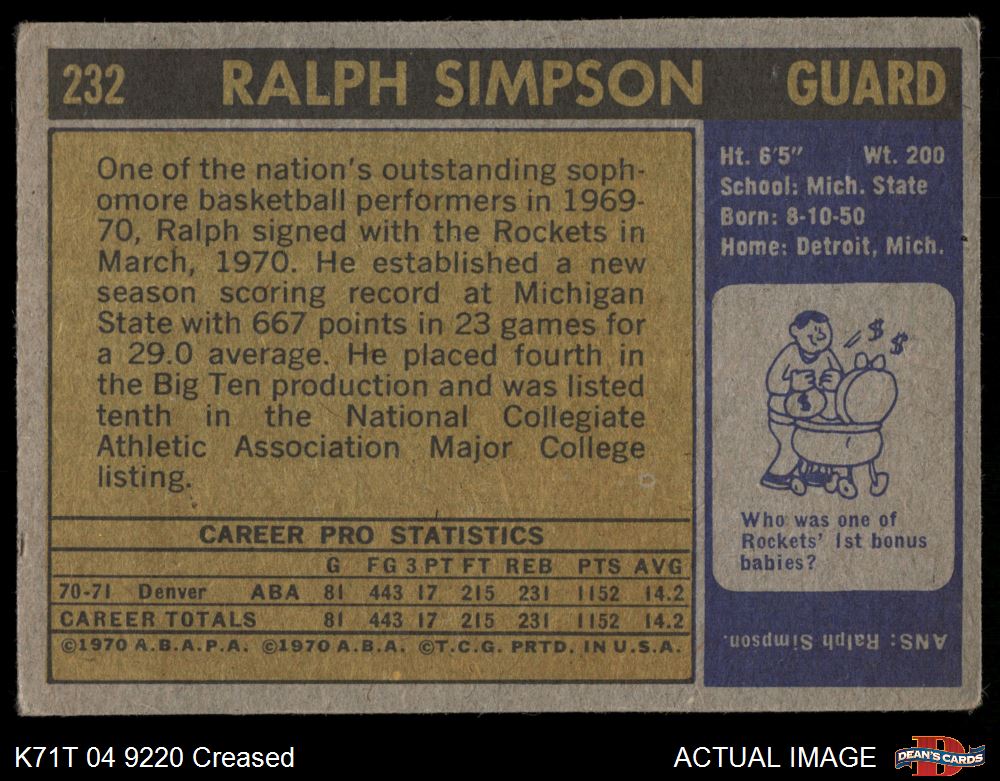 232 RALPH SIMPSON GUARD
One of the nation's outstanding soph-
omore basketball performers in 1969-
70, Ralph signed with the Rockets in
March, 1970. He established a new
season scoring record at Michigan
State with 667 points in 23 games for
a 29.0 average. He placed fourth in
the Big Ten production and was listed
tenth in the National Collegiate
Athletic Association Major College
listing.
CAREER PRO STATISTICS
G FG 3 PT FT REB PTS AVG
70-71 Denver ABA 81 443 17 215 231 1152 14.2
CAREER TOTALS 81 443 17 215 231 1152 14.2
©1970 A.B.A.P.A. ©1970 A.B.A. ©T.C.G. PRTD. IN U.S.A.
Ht. 6'5" Wt. 200
School: Mich. State
Born: 8-10-50
Home: Detroit, Mich.
$ $
$
Who was one of
Rockets' 1st bonus
babies?
ANS: Ralph Simpson.
K71T 04 9220 Creased
ACTUAL IMAGE
D
DEAN'S CARDS